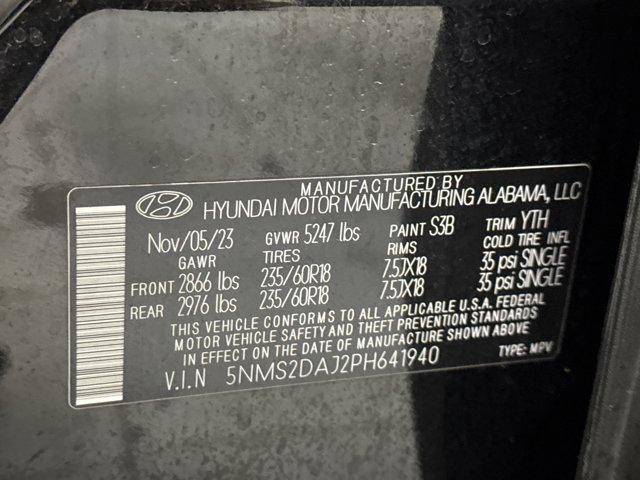 MANUFACTURED BY
HYUNDAI MOTOR MANUFACTURING ALABAMA, LLC
Nov/05/23 GVWR 5247 lbs PAINT S3B TRIM YTH
GAWR TIRES RIMS COLD TIRE INFL
FRONT 2866 lbs 235/60R18 7.5JX18 35 psi SINGLE
REAR 2976 lbs 235/60R18 7.5JX18 35 psi SINGLE
THIS VEHICLE CONFORMS TO ALL APPLICABLE U.S.A. FEDERAL
MOTOR VEHICLE SAFETY AND THEFT PREVENTION STANDARDS
IN EFFECT ON THE DATE OF MANUFACTURE SHOWN ABOVE
V.I.N 5NMS2DAJ2PH641940 TYPE: MPV